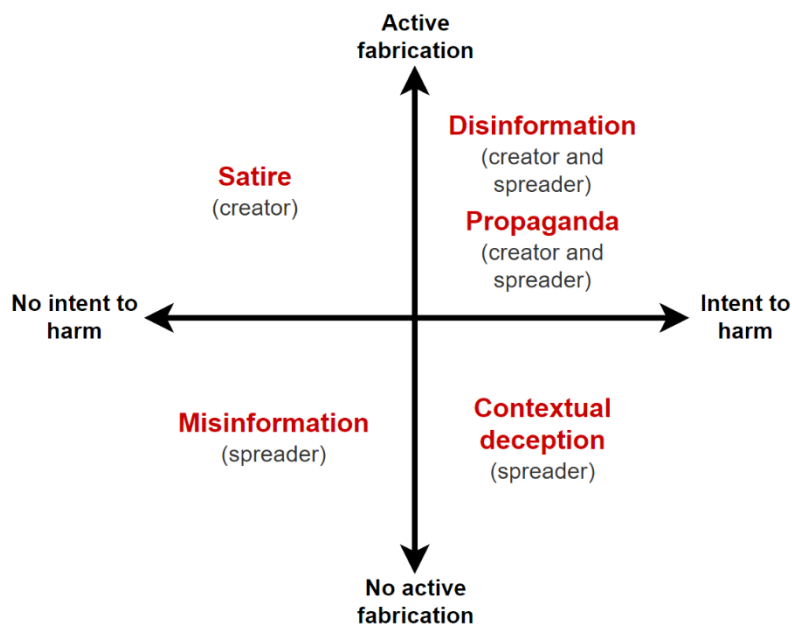 Active
fabrication
Disinformation
(creator and
spreader)
Satire
(creator)
Propaganda
(creator and
spreader)
No intent to
harm
Intent to
harm
Misinformation
(spreader)
Contextual
deception
(spreader)
No active
fabrication